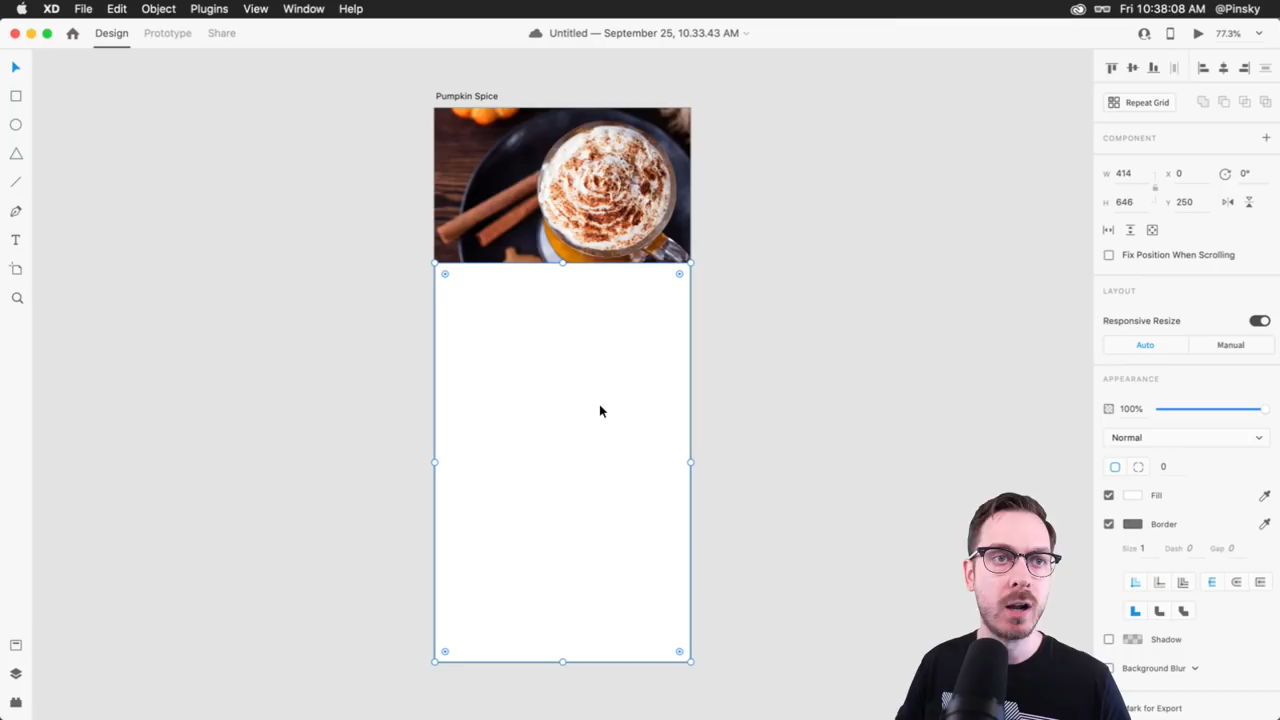 XD File Edit Object Plugins View Window Help Fri 10:38:08 AM @Pinsky
Design Prototype Share Untitled — September 25, 10.33.43 AM 77.3%
Pumpkin Spice
Repeat Grid
COMPONENT
W 414 X 0 0°
H 646 Y 250
Fix Position When Scrolling
LAYOUT
Responsive Resize
Auto Manual
APPEARANCE
100%
Normal
0
Fill
Border
Size 1 Dash 0 Gap 0
Shadow
Background Blur
Mark for Export